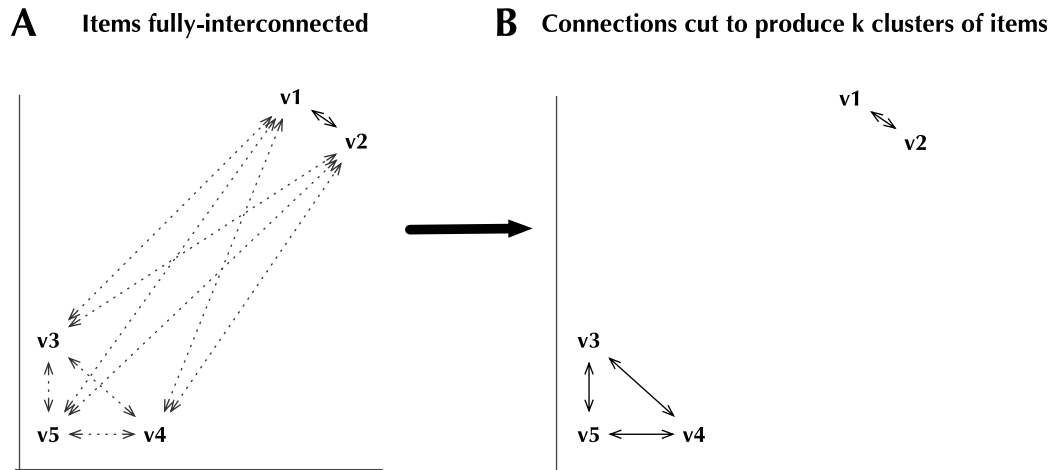 A Items fully-interconnected
v1
v2
v3
v5
v4
B Connections cut to produce k clusters of items
v1
v2
v3
v5
v4